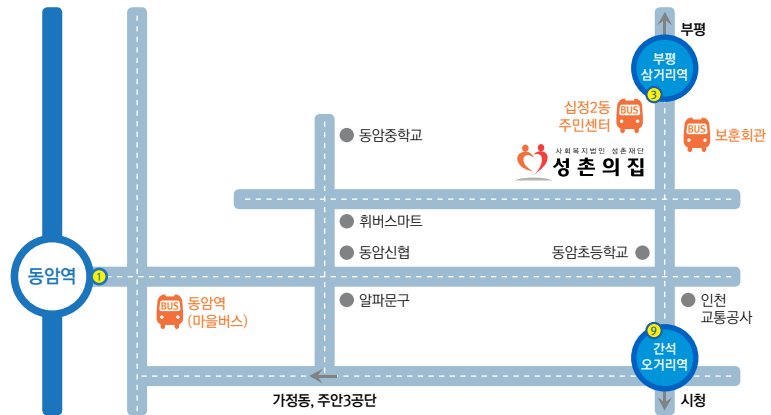 부평
부평
삼거리역
3
십정2동
주민센터
BUS
BUS
보훈회관
동암중학교
사회복지법인 성촌재단
성촌의집
휘버스마트
동암신협
동암초등학교
동암역
1
BUS
동암역
(마을버스)
알파문구
인천
교통공사
9
간석
오거리역
가정동, 주안3공단
시청